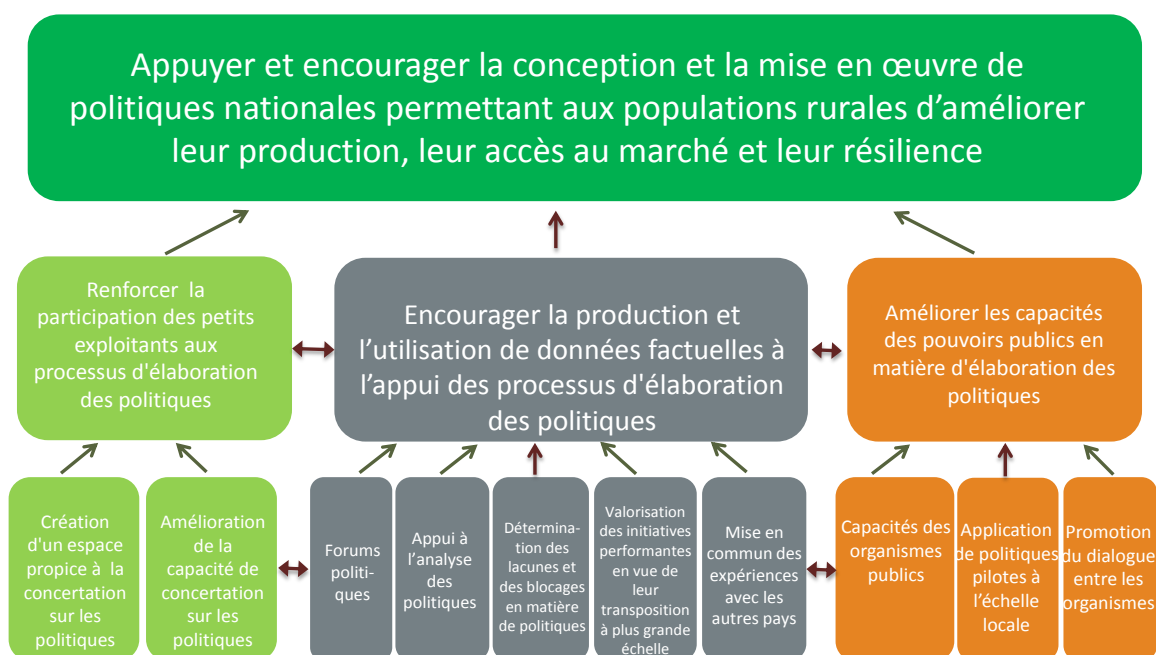 Appuyer et encourager la conception et la mise en œuvre de
politiques nationales permettant aux populations rurales d’améliorer
leur production, leur accès au marché et leur résilience
Renforcer la
participation des petits
exploitants aux
processus d'élaboration
des politiques
Encourager la production et
l’utilisation de données factuelles à
l’appui des processus d'élaboration
des politiques
Améliorer les capacités
des pouvoirs publics en
matière d'élaboration des
politiques
Création
d'un espace
propice à la
concertation
sur les
politiques
Amélioration
de la
capacité de
concertation
sur les
politiques
Forums
politi-
ques
Appui à
l’analyse
des
politiques
Détermina-
tion des
lacunes et
des blocages
en matière
de politiques
Valorisation
des initiatives
performantes
en vue de
leur
transposition
à plus grande
échelle
Mise en
commun des
expériences
avec les
autres pays
Capacités des
organismes
publics
Application
de politiques
pilotes à
l’échelle
locale
Promotion
du dialogue
entre les
organismes